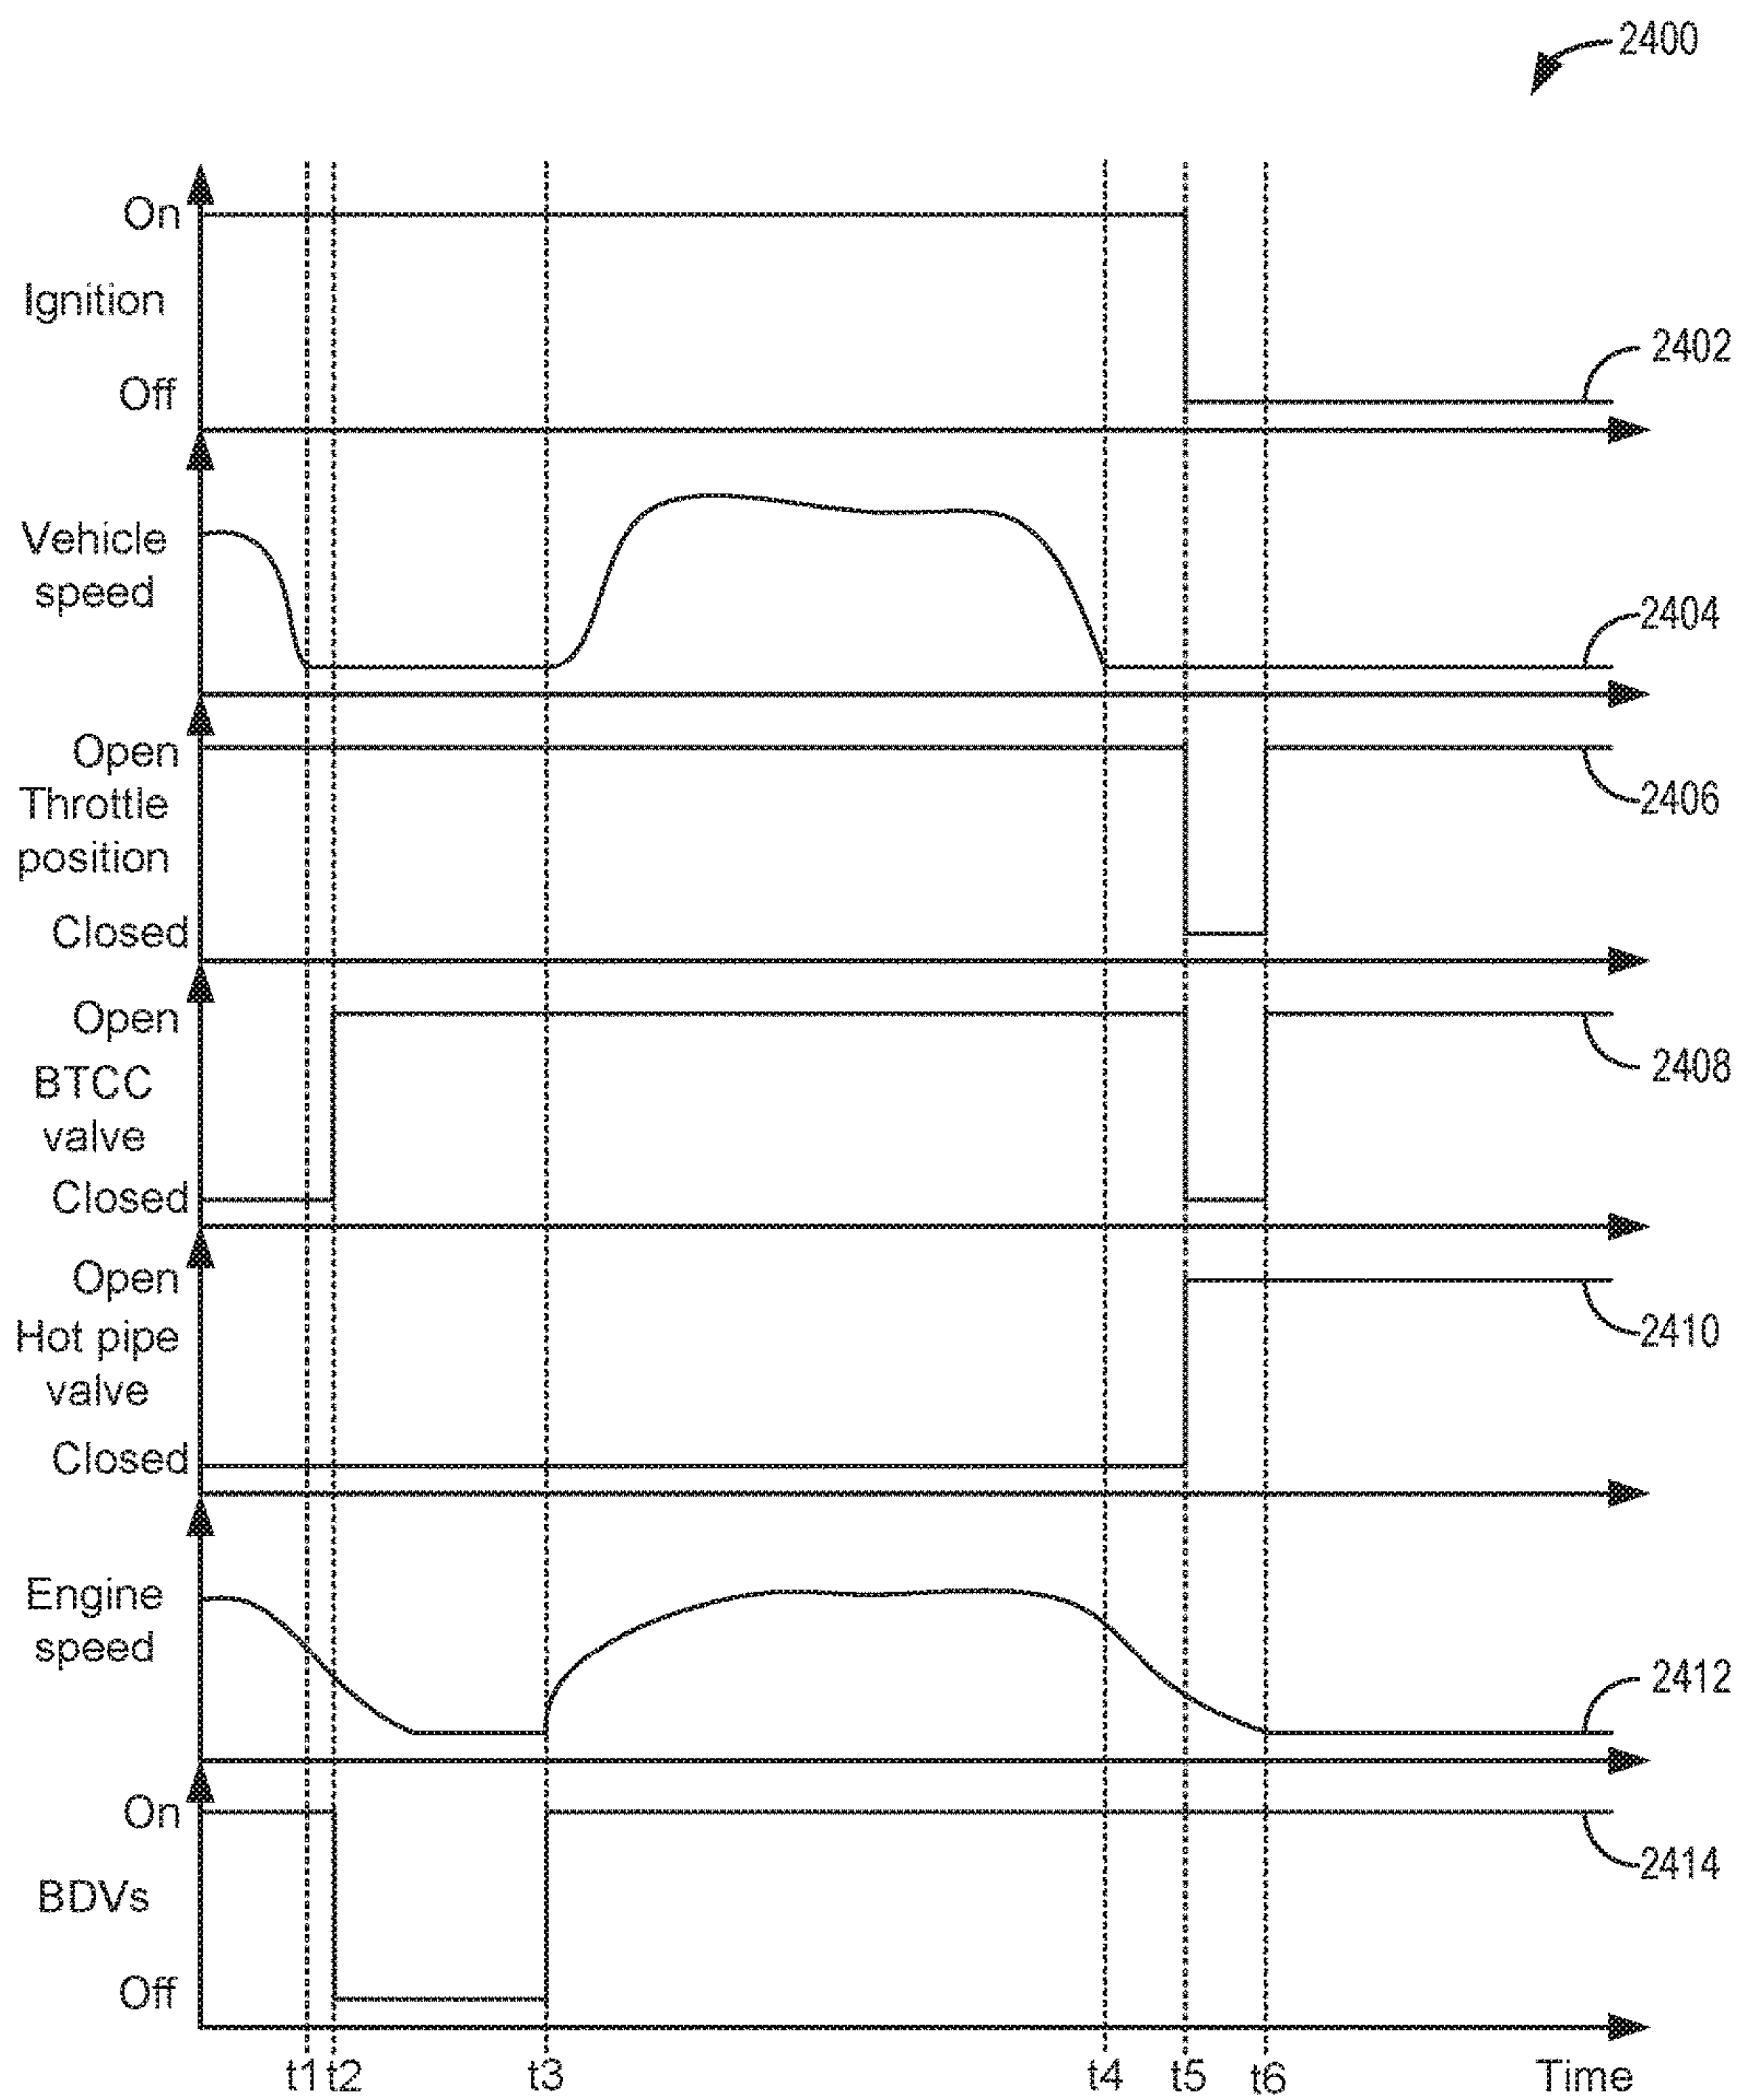 2400
On
Ignition
Off
2402
Vehicle
speed
2404
Open
Throttle
position
Closed
2406
Open
BTCC
valve
Closed
2408
Open
Hot pipe
valve
Closed
2410
Engine
speed
2412
On
BDVs
Off
2414
t1 t2 t3 t4 t5 t6 Time